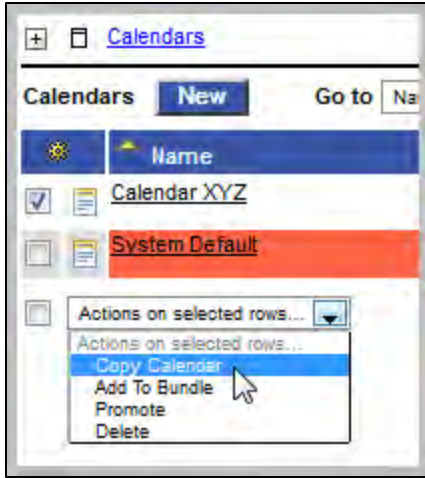 Calendars
Calendars New Go to Na
Name
Calendar XYZ
System Default
Actions on selected rows...
Actions on selected rows...
Copy Calendar
Add To Bundle
Promote
Delete